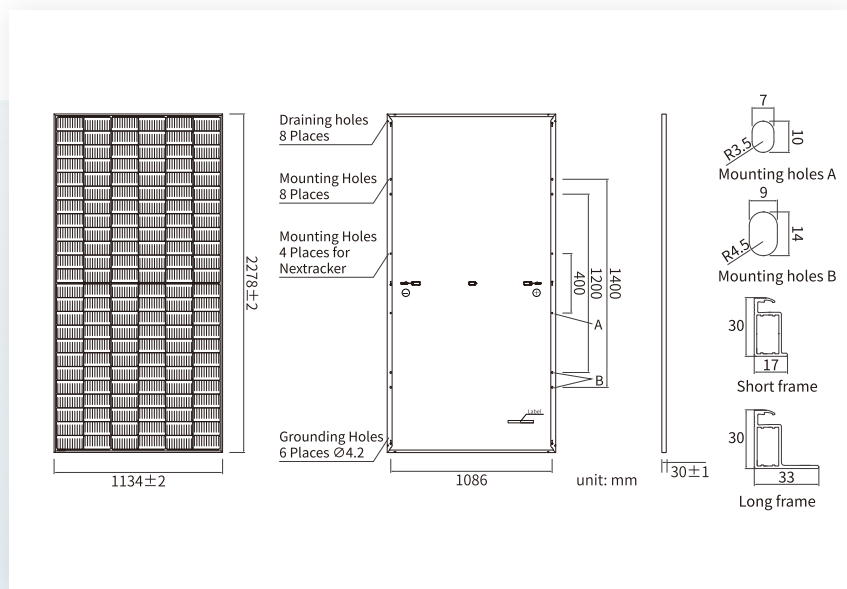 2278±2
1134±2
Draining holes
8 Places
Mounting Holes
8 Places
Mounting Holes
4 Places for
Nextracker
Grounding Holes
6 Places Ø4.2
400
1200
1400
A
B
Label
1086
unit: mm
30±1
7
10
R3.5
Mounting holes A
9
14
R4.5
Mounting holes B
30
17
Short frame
30
33
Long frame